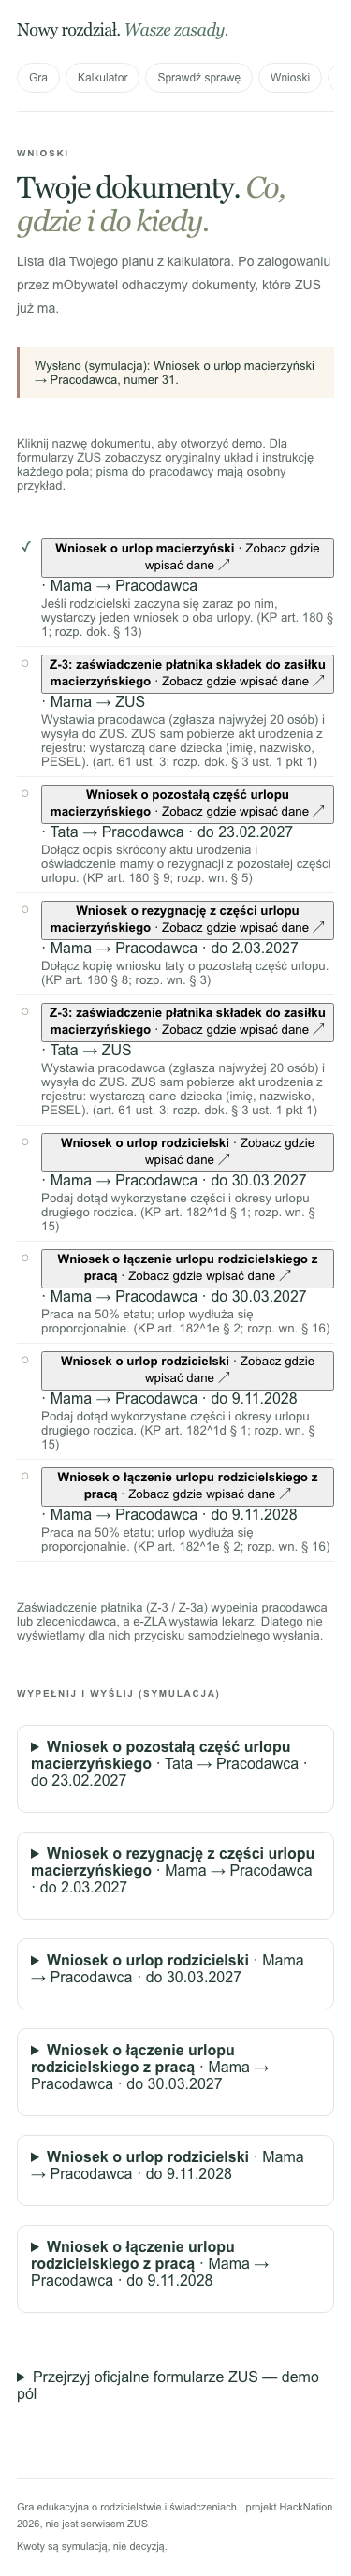 Nowy rozdział. Wasze zasady.
Gra Kalkulator Sprawdź sprawę Wnioski
WNIOSKI
Twoje dokumenty. Co,
gdzie i do kiedy.
Lista dla Twojego planu z kalkulatora. Po zalogowaniu
przez mObywatel odhaczymy dokumenty, które ZUS
już ma.
Wysłano (symulacja): Wniosek o urlop macierzyński
→ Pracodawca, numer 31.
Kliknij nazwę dokumentu, aby otworzyć demo. Dla
formularzy ZUS zobaczysz oryginalny układ i instrukcję
każdego pola; pisma do pracodawcy mają osobny
przykład.
✓ Wniosek o urlop macierzyński · Zobacz gdzie
wpisać dane ↗
· Mama → Pracodawca
Jeśli rodzicielski zaczyna się zaraz po nim,
wystarczy jeden wniosek o oba urlopy. (KP art. 180 §
1; rozp. dok. § 13)
○ Z-3: zaświadczenie płatnika składek do zasiłku
macierzyńskiego · Zobacz gdzie wpisać dane ↗
· Mama → ZUS
Wystawia pracodawca (zgłasza najwyżej 20 osób) i
wysyła do ZUS. ZUS sam pobierze akt urodzenia z
rejestru: wystarczą dane dziecka (imię, nazwisko,
PESEL). (art. 61 ust. 3; rozp. dok. § 3 ust. 1 pkt 1)
○ Wniosek o pozostałą część urlopu
macierzyńskiego · Zobacz gdzie wpisać dane ↗
· Tata → Pracodawca · do 23.02.2027
Dołącz odpis skrócony aktu urodzenia i
oświadczenie mamy o rezygnacji z pozostałej części
urlopu. (KP art. 180 § 9; rozp. wn. § 5)
○ Wniosek o rezygnację z części urlopu
macierzyńskiego · Zobacz gdzie wpisać dane ↗
· Mama → Pracodawca · do 2.03.2027
Dołącz kopię wniosku taty o pozostałą część urlopu.
(KP art. 180 § 8; rozp. wn. § 3)
○ Z-3: zaświadczenie płatnika składek do zasiłku
macierzyńskiego · Zobacz gdzie wpisać dane ↗
· Tata → ZUS
Wystawia pracodawca (zgłasza najwyżej 20 osób) i
wysyła do ZUS. ZUS sam pobierze akt urodzenia z
rejestru: wystarczą dane dziecka (imię, nazwisko,
PESEL). (art. 61 ust. 3; rozp. dok. § 3 ust. 1 pkt 1)
○ Wniosek o urlop rodzicielski · Zobacz gdzie
wpisać dane ↗
· Mama → Pracodawca · do 30.03.2027
Podaj dotąd wykorzystane części i okresy urlopu
drugiego rodzica. (KP art. 182^1d § 1; rozp. wn. §
15)
○ Wniosek o łączenie urlopu rodzicielskiego z
pracą · Zobacz gdzie wpisać dane ↗
· Mama → Pracodawca · do 30.03.2027
Praca na 50% etatu; urlop wydłuża się
proporcjonalnie. (KP art. 182^1e § 2; rozp. wn. § 16)
○ Wniosek o urlop rodzicielski · Zobacz gdzie
wpisać dane ↗
· Mama → Pracodawca · do 9.11.2028
Podaj dotąd wykorzystane części i okresy urlopu
drugiego rodzica. (KP art. 182^1d § 1; rozp. wn. §
15)
○ Wniosek o łączenie urlopu rodzicielskiego z
pracą · Zobacz gdzie wpisać dane ↗
· Mama → Pracodawca · do 9.11.2028
Praca na 50% etatu; urlop wydłuża się
proporcjonalnie. (KP art. 182^1e § 2; rozp. wn. § 16)
Zaświadczenie płatnika (Z-3 / Z-3a) wypełnia pracodawca
lub zleceniodawca, a e-ZLA wystawia lekarz. Dlatego nie
wyświetlamy dla nich przycisku samodzielnego wysłania.
WYPEŁNIJ I WYŚLIJ (SYMULACJA)
▶ Wniosek o pozostałą część urlopu
macierzyńskiego · Tata → Pracodawca ·
do 23.02.2027
▶ Wniosek o rezygnację z części urlopu
macierzyńskiego · Mama → Pracodawca
· do 2.03.2027
▶ Wniosek o urlop rodzicielski · Mama
→ Pracodawca · do 30.03.2027
▶ Wniosek o łączenie urlopu
rodzicielskiego z pracą · Mama →
Pracodawca · do 30.03.2027
▶ Wniosek o urlop rodzicielski · Mama
→ Pracodawca · do 9.11.2028
▶ Wniosek o łączenie urlopu
rodzicielskiego z pracą · Mama →
Pracodawca · do 9.11.2028
▶ Przejrzyj oficjalne formularze ZUS — demo
pól
Gra edukacyjna o rodzicielstwie i świadczeniach · projekt HackNation
2026, nie jest serwisem ZUS
Kwoty są symulacją, nie decyzją.